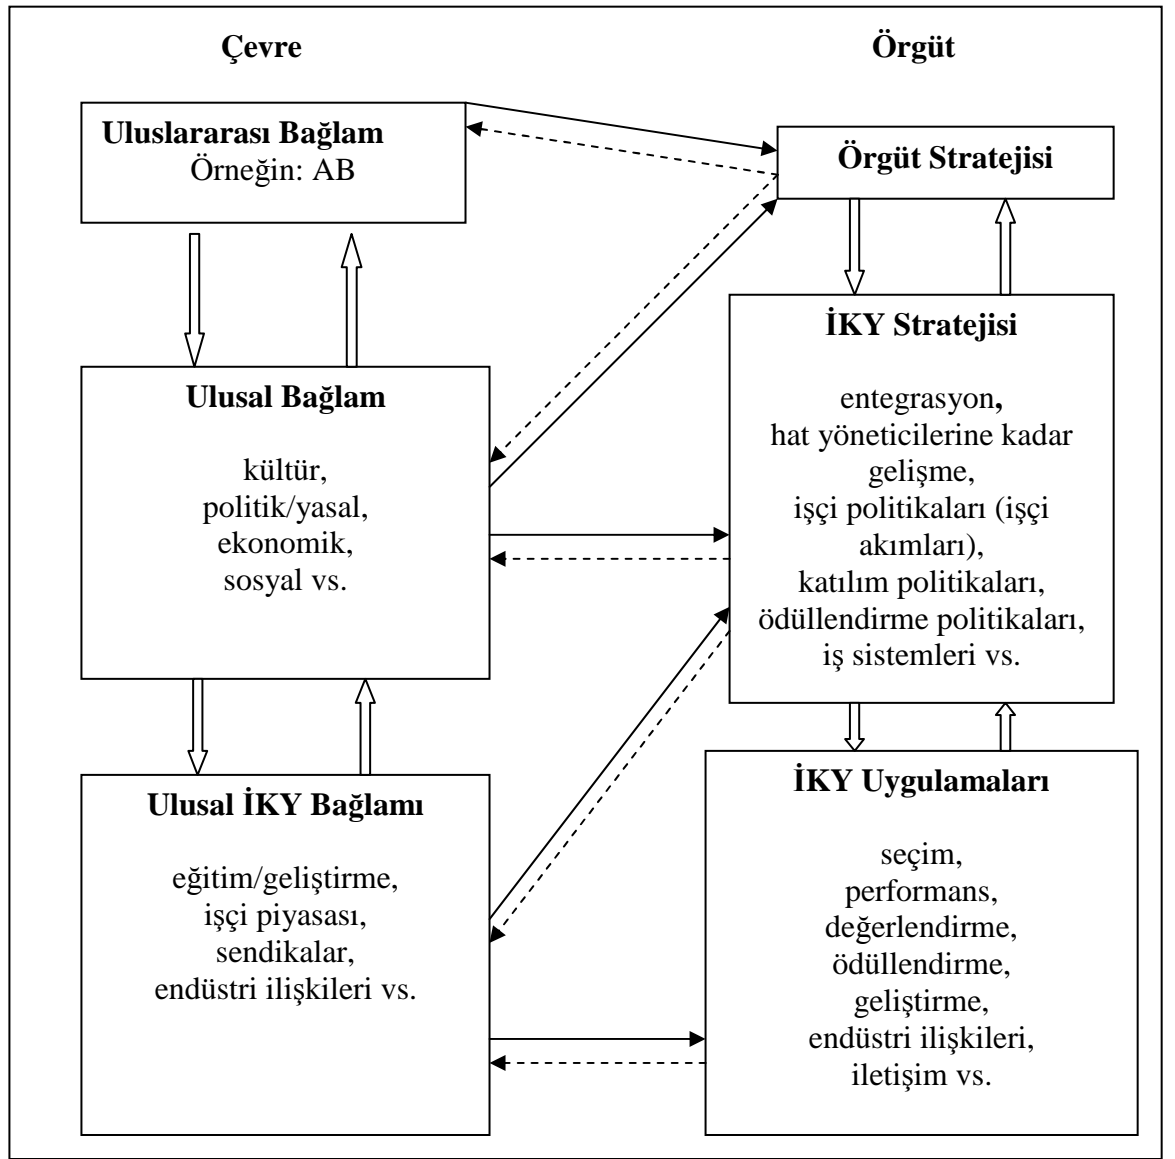 Çevre
Örgüt
Uluslararası Bağlam
Örneğin: AB
Örgüt Stratejisi
Ulusal Bağlam
kültür,
politik/yasal,
ekonomik,
sosyal vs.
İKY Stratejisi
entegrasyon,
hat yöneticilerine kadar
gelişme,
işçi politikaları (işçi
akımları),
katılım politikaları,
ödüllendirme politikaları,
iş sistemleri vs.
Ulusal İKY Bağlamı
eğitim/geliştirme,
işçi piyasası,
sendikalar,
endüstri ilişkileri vs.
İKY Uygulamaları
seçim,
performans,
değerlendirme,
ödüllendirme,
geliştirme,
endüstri ilişkileri,
iletişim vs.